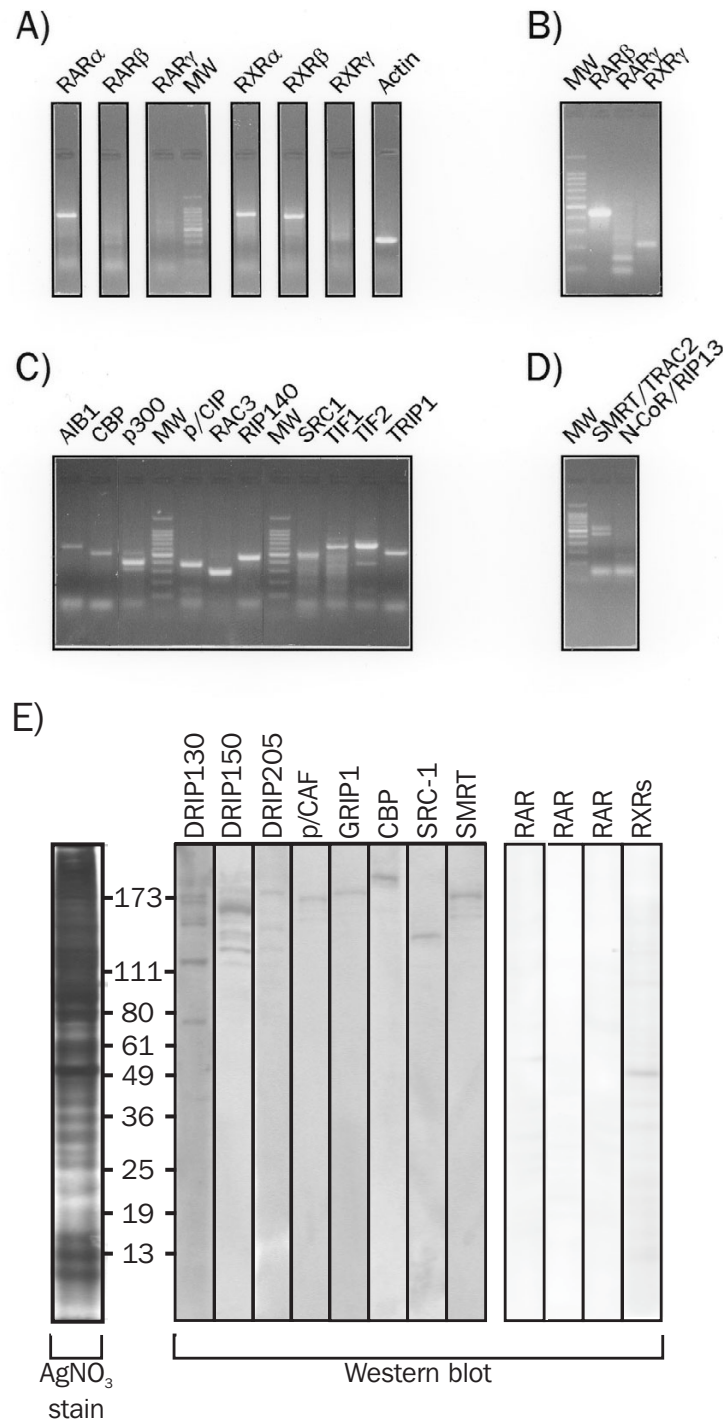 A)
RARα RARβ RARγ MW RXRα RXRβ RXRγ Actin
B)
MW RARβ RARγ RXRγ
C)
AIB1 CBP p300 MW p/CIP RAC3 RIP140 MW SRC1 TIF1 TIF2 TRIP1
D)
MW SMRT/TRAC2 N-CoR/RIP13
E)
DRIP130 DRIP150 DRIP205 p/CAF GRIP1 CBP SRC-1 SMRT RAR RAR RAR RXRs
173
111
80
61
49
36
25
19
13
AgNO₃
stain
Western blot